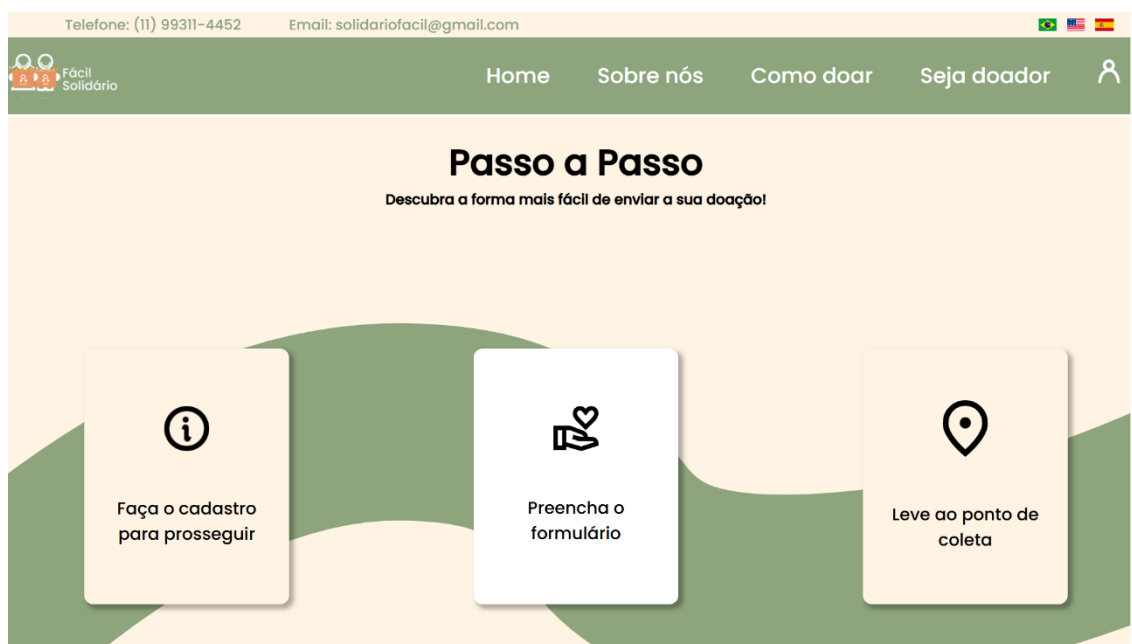 Telefone: (11) 99311-4452 Email: solidariofacil@gmail.com
Fácil
Solidário
Home Sobre nós Como doar Seja doador
Passo a Passo
Descubra a forma mais fácil de enviar a sua doação!
Faça o cadastro
para prosseguir
Preencha o
formulário
Leve ao ponto de
coleta